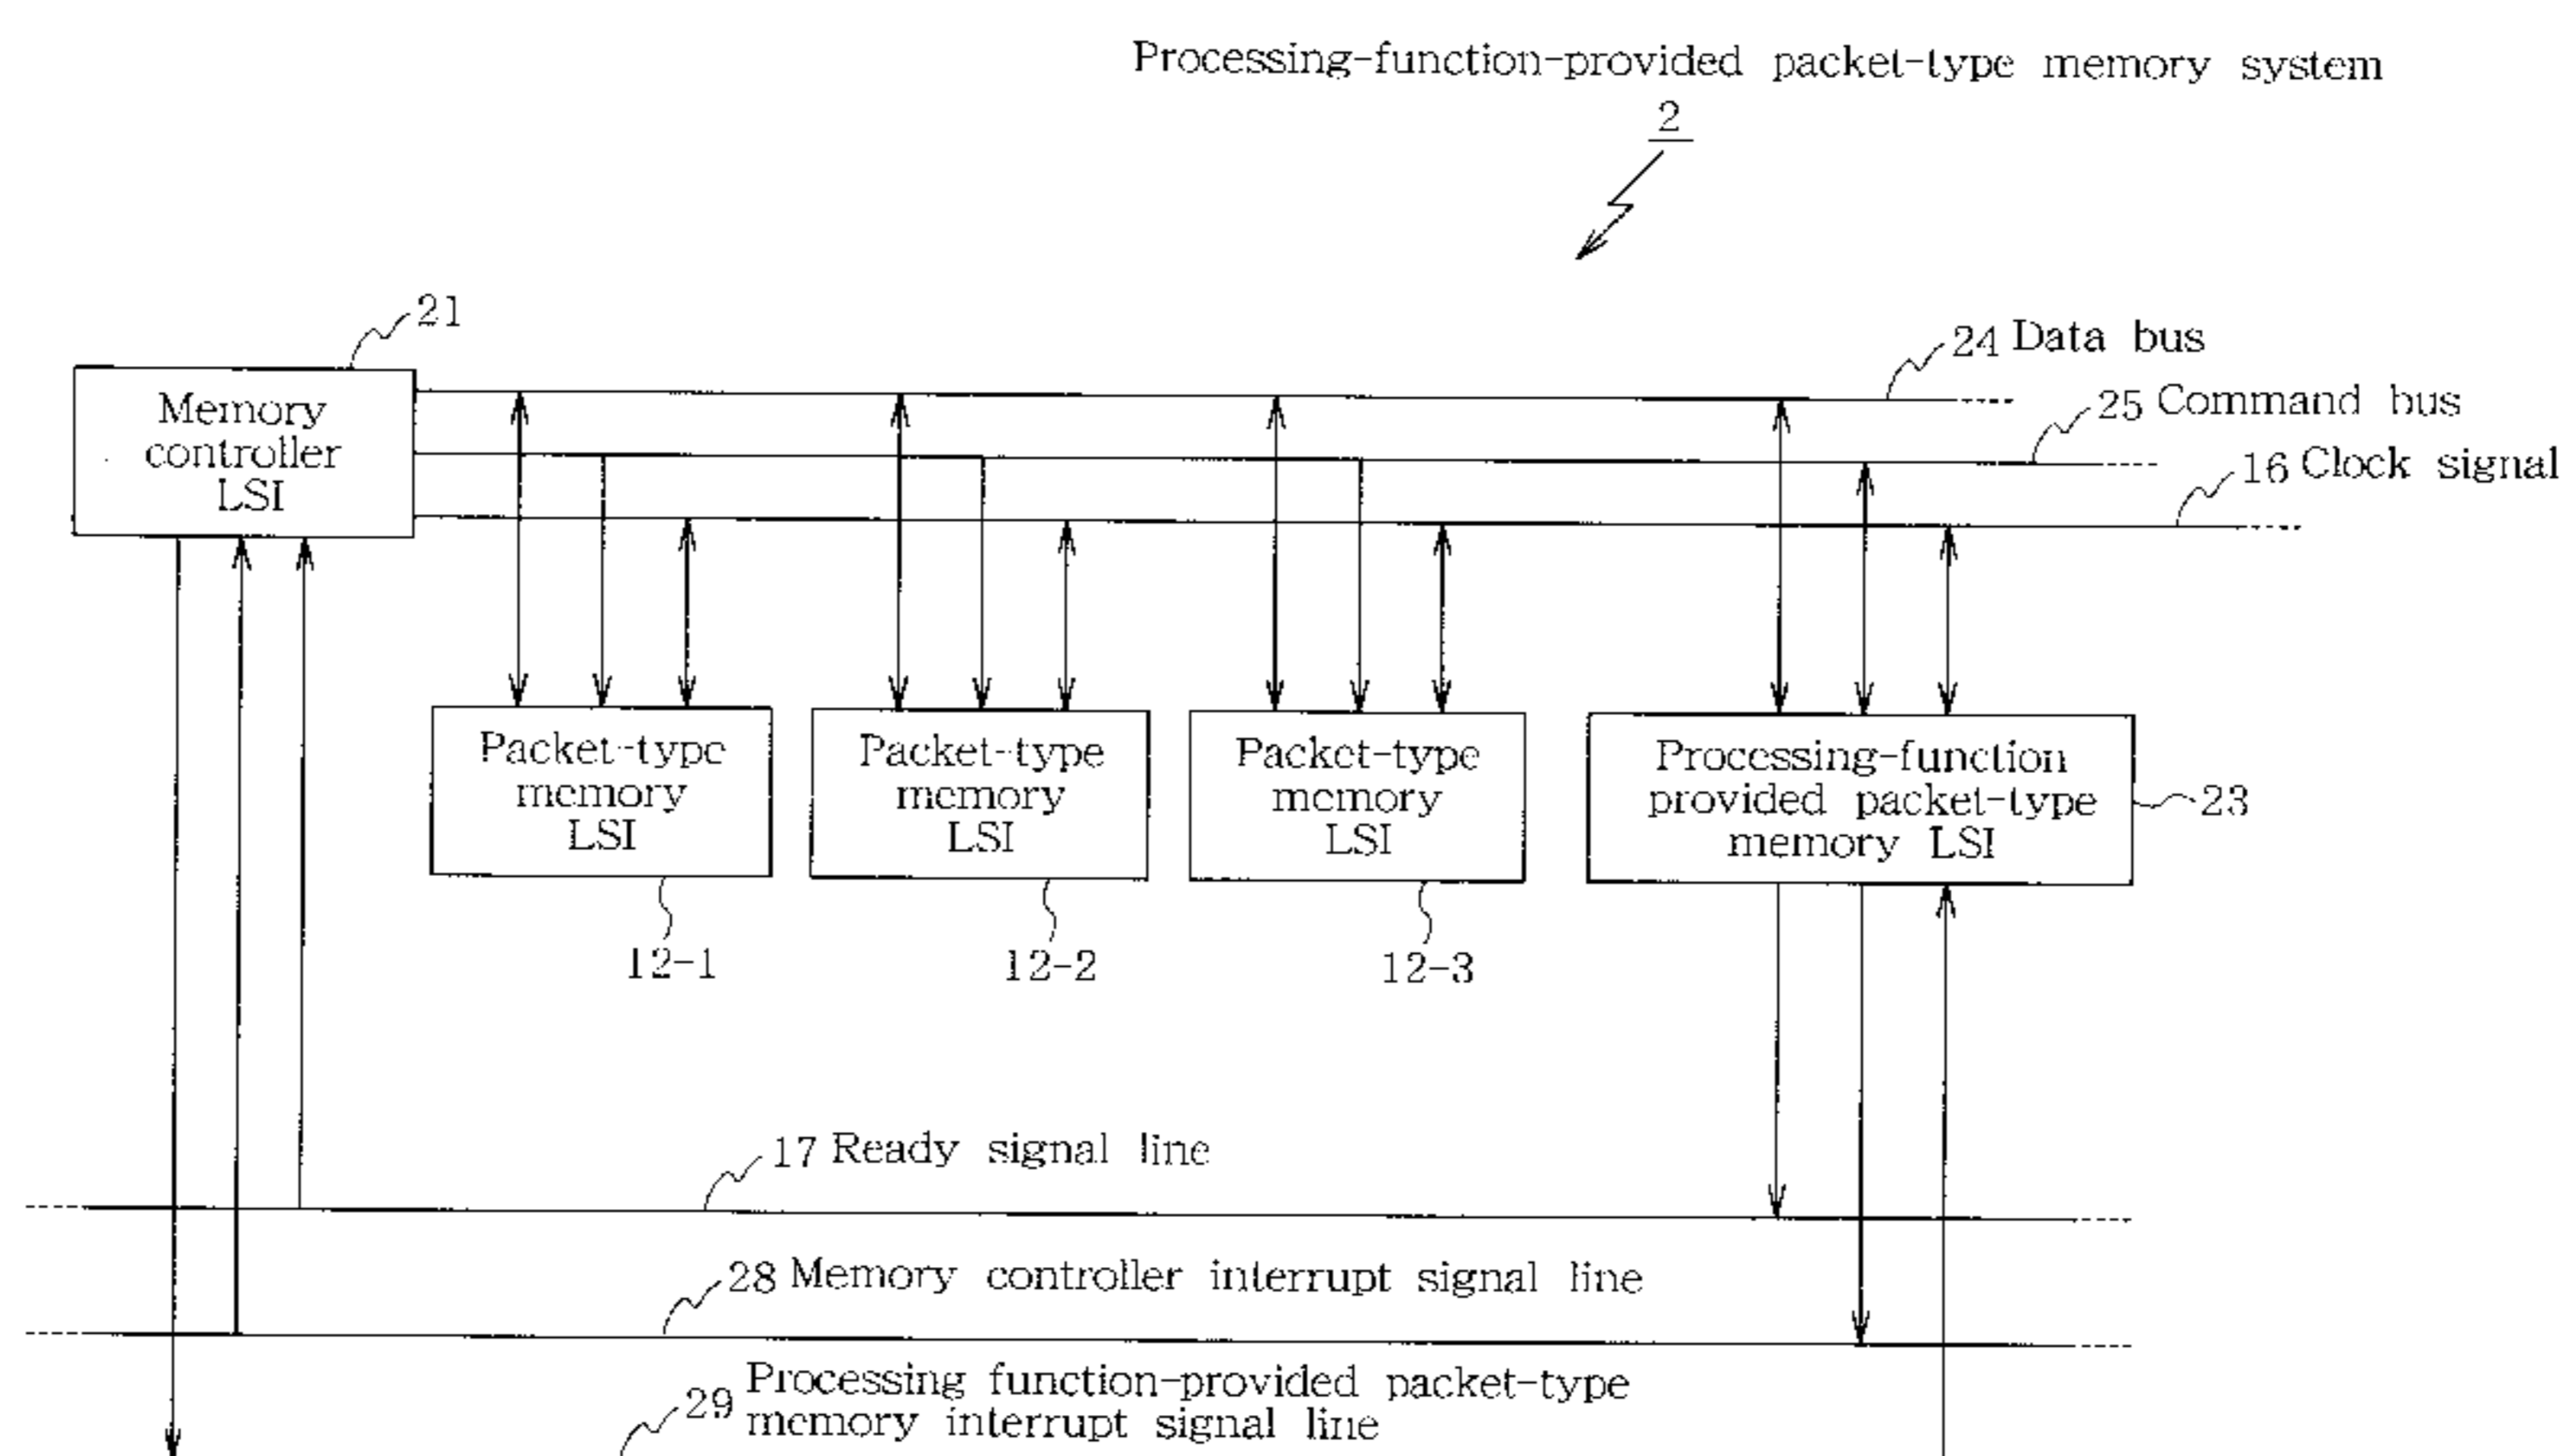 Processing-function-provided packet-type memory system
2
21
24 Data bus
25 Command bus
16 Clock signal
Memory
controller
LSI
Packet-type
memory
LSI
Packet-type
memory
LSI
Packet-type
memory
LSI
Processing-function
provided packet-type
memory LSI
23
12-1
12-2
12-3
17 Ready signal line
28 Memory controller interrupt signal line
29 Processing function-provided packet-type
memory interrupt signal line